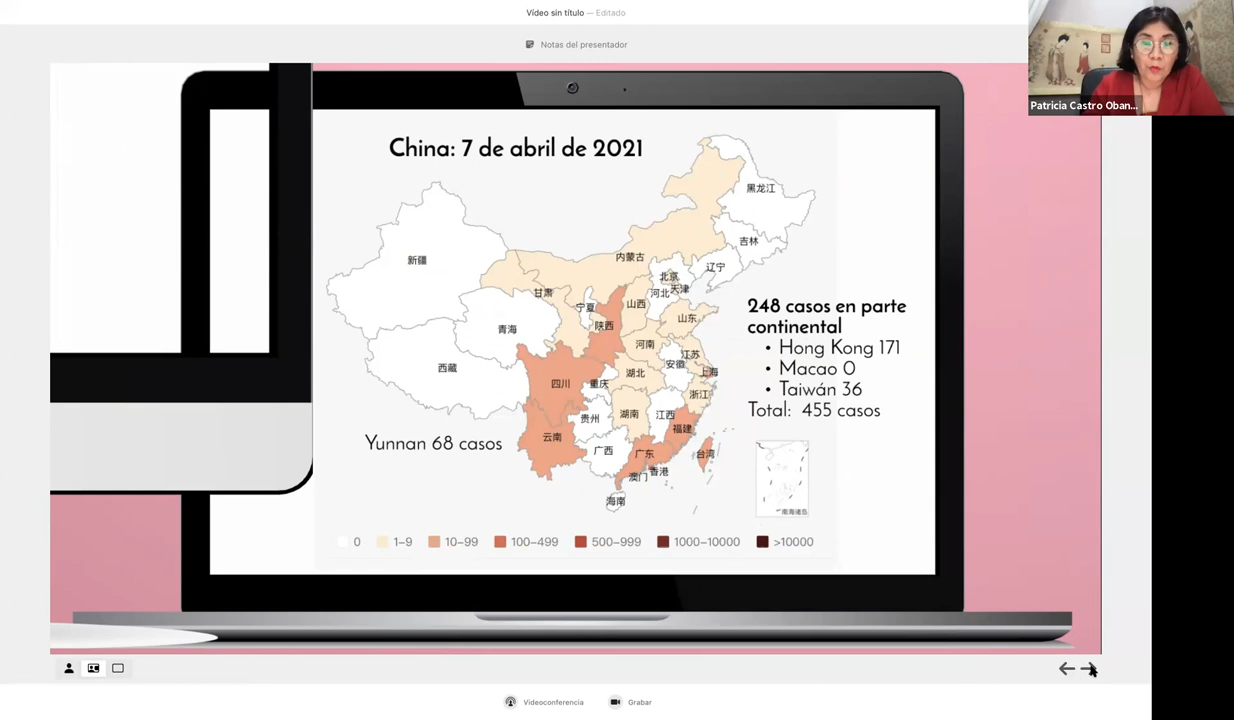 Vídeo sin título — Editado
Notas del presentador
Patricia Castro Oban...
China: 7 de abril de 2021
黑龙江
吉林
辽宁
内蒙古
新疆
北京
天津
河北
甘肃
宁夏
山西
山东
陕西
青海
河南
江苏
安徽
上海
西藏
四川
重庆
湖北
浙江
湖南
江西
贵州
福建
云南
广西
广东
台湾
澳门
香港
海南
南海诸岛
248 casos en parte
continental
• Hong Kong 171
• Macao 0
• Taiwán 36
Total: 455 casos
Yunnan 68 casos
0 1-9 10-99 100-499 500-999 1000-10000 >10000
Videoconferencia
Grabar